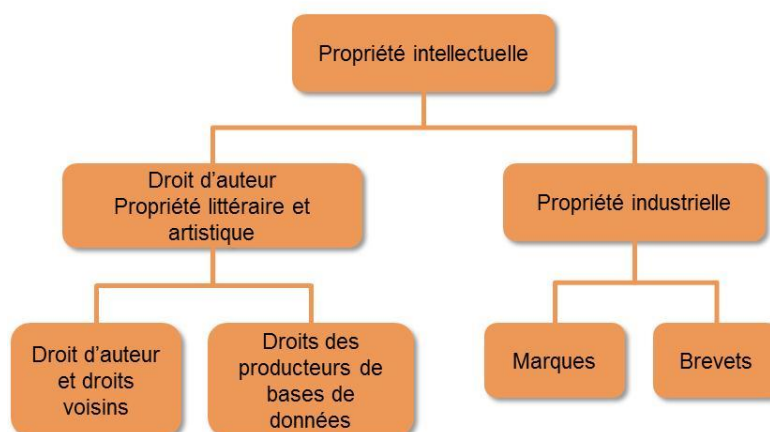 Propriété intellectuelle
Droit d'auteur
Propriété littéraire et
artistique
Propriété industrielle
Droit d'auteur
et droits
voisins
Droits des
producteurs de
bases de
données
Marques
Brevets